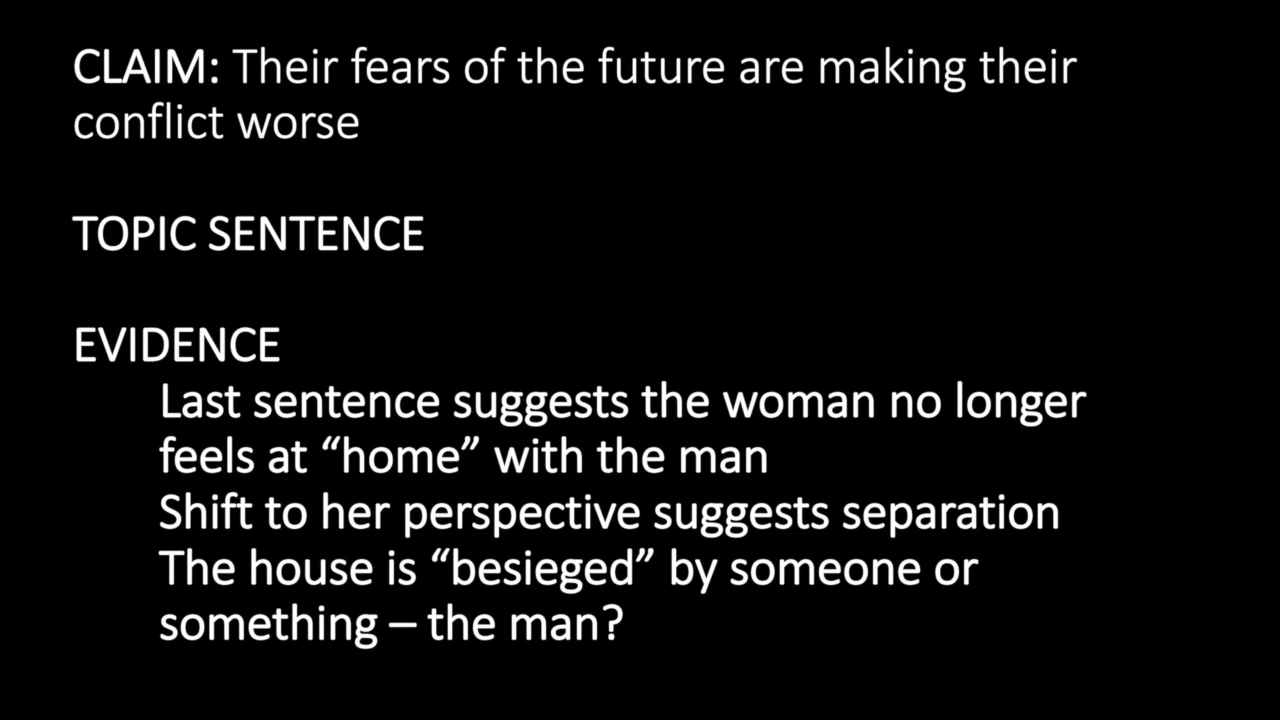 CLAIM: Their fears of the future are making their
conflict worse
TOPIC SENTENCE
EVIDENCE
Last sentence suggests the woman no longer
feels at “home” with the man
Shift to her perspective suggests separation
The house is “besieged” by someone or
something – the man?